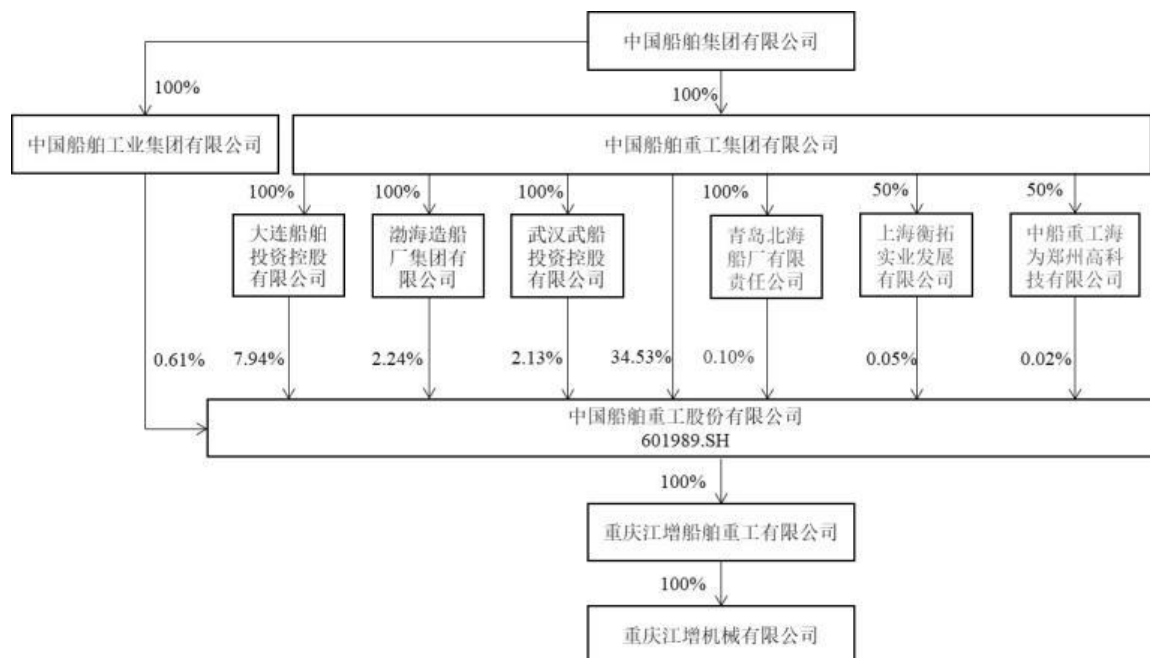 中国船舶集团有限公司
100%
100%
中国船舶工业集团有限公司
中国船舶重工集团有限公司
100%
100%
100%
100%
50%
50%
大连船舶
投资控股
有限公司
渤海造船
厂集团有
限公司
武汉武船
投资控股
有限公司
青岛北海
船厂有限
责任公司
上海衡拓
实业发展
有限公司
中船重工海
为郑州高科
技有限公司
0.61%
7.94%
2.24%
2.13%
34.53%
0.10%
0.05%
0.02%
中国船舶重工股份有限公司
601989.SH
100%
重庆江增船舶重工有限公司
100%
重庆江增机械有限公司